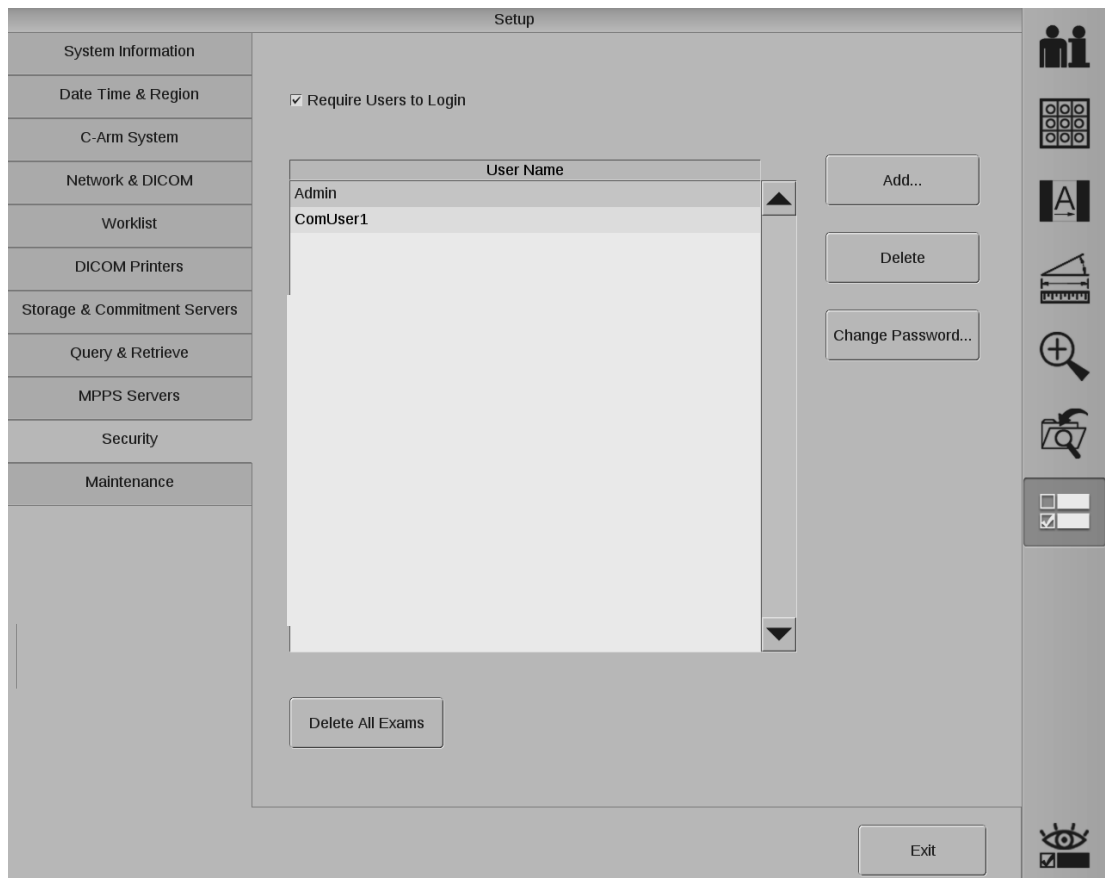 Setup
System Information
Date Time & Region
C-Arm System
Network & DICOM
Worklist
DICOM Printers
Storage & Commitment Servers
Query & Retrieve
MPPS Servers
Security
Maintenance
Require Users to Login
User Name
Admin
ComUser1
Add...
Delete
Change Password...
Delete All Exams
Exit
A